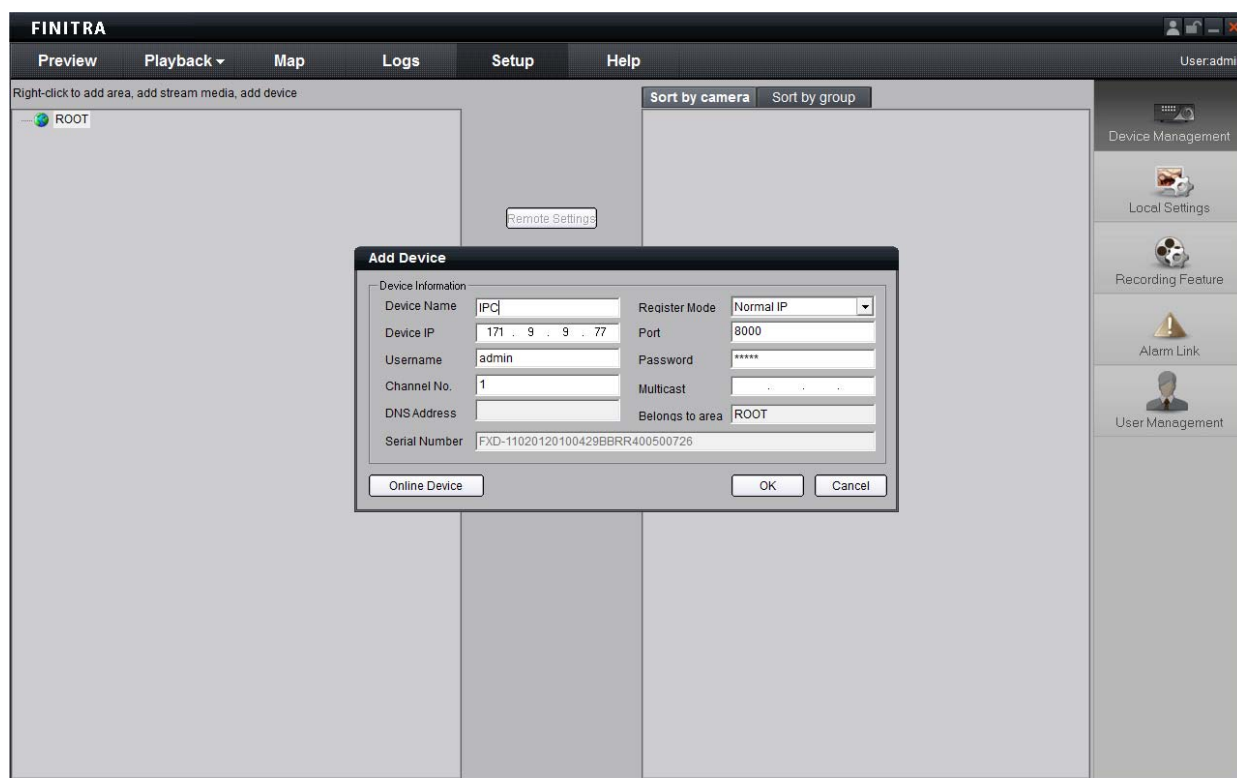 FINITRA
Preview Playback Map Logs Setup Help User:admi
Right-click to add area, add stream media, add device
Sort by camera Sort by group
ROOT
Device Management
Local Settings
Remote Settings
Recording Feature
Alarm Link
User Management
Add Device
Device Information
Device Name IPC Register Mode Normal IP
Device IP 171 . 9 . 9 . 77 Port 8000
Username admin Password *****
Channel No. 1 Multicast . . .
DNS Address Belongs to area ROOT
Serial Number FXD-11020120100429BBRR400500726
Online Device OK Cancel